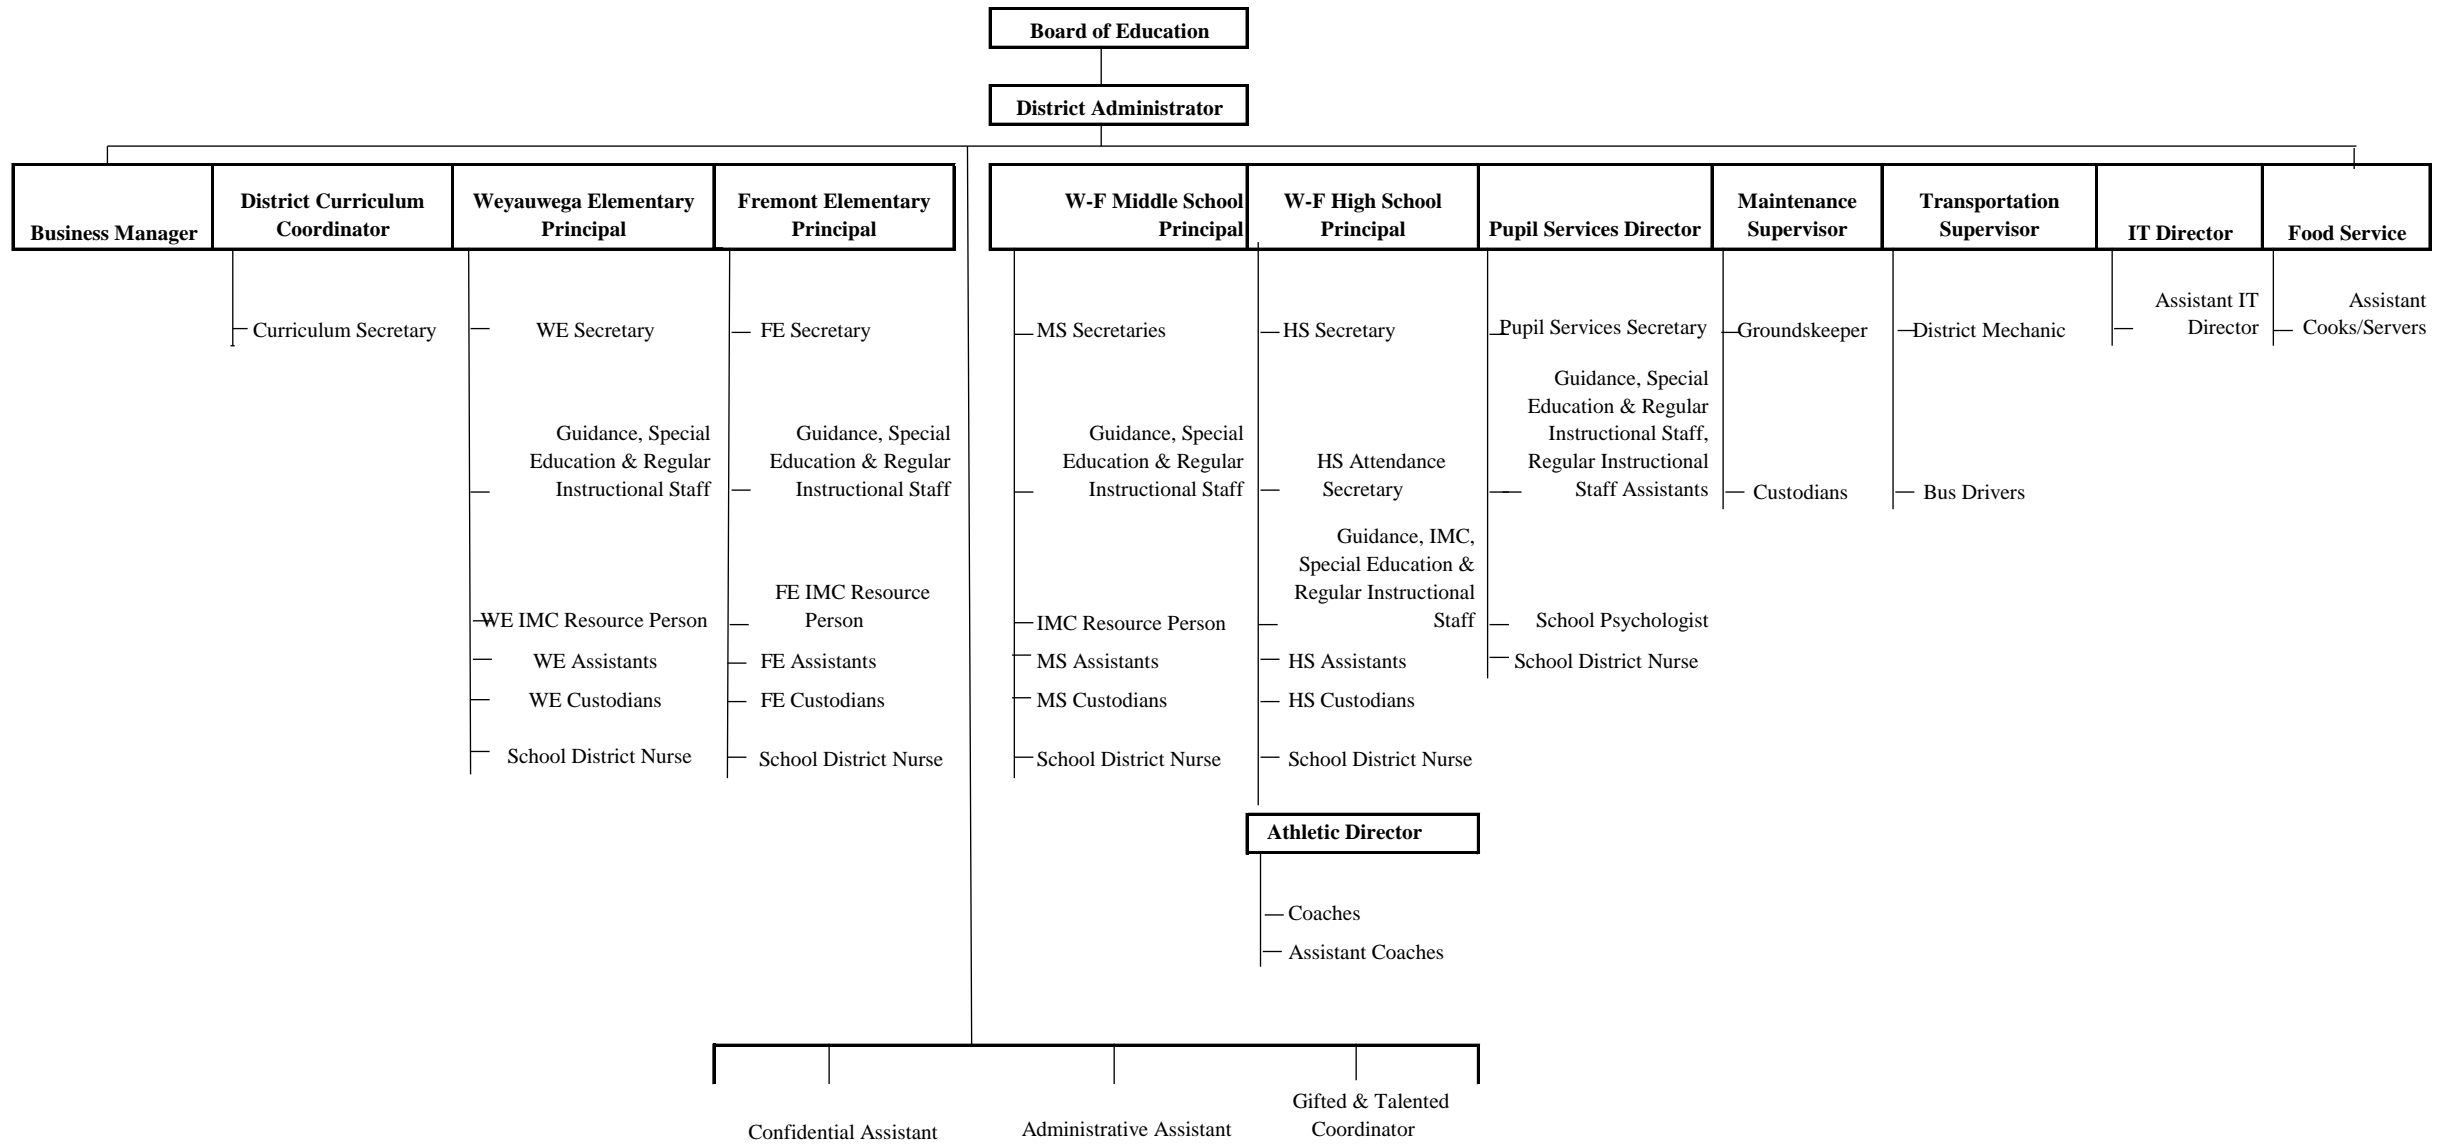 Board of Education
District Administrator
Business Manager
District Curriculum
Coordinator
Weyauwega Elementary
Principal
Fremont Elementary
Principal
W-F Middle School
Principal
W-F High School
Principal
Pupil Services Director
Maintenance
Supervisor
Transportation
Supervisor
IT Director
Food Service
Curriculum Secretary
WE Secretary
FE Secretary
MS Secretaries
HS Secretary
Pupil Services Secretary
Groundskeeper
District Mechanic
Assistant IT
Director
Assistant
Cooks/Servers
Guidance, Special
Education & Regular
Instructional Staff
Guidance, Special
Education & Regular
Instructional Staff
Guidance, Special
Education & Regular
Instructional Staff
HS Attendance
Secretary
Guidance, Special
Education & Regular
Instructional Staff,
Regular Instructional
Staff Assistants
Custodians
Bus Drivers
WE IMC Resource Person
FE IMC Resource
Person
IMC Resource Person
Guidance, IMC,
Special Education &
Regular Instructional
Staff
School Psychologist
WE Assistants
FE Assistants
MS Assistants
HS Assistants
School District Nurse
WE Custodians
FE Custodians
MS Custodians
HS Custodians
School District Nurse
School District Nurse
School District Nurse
School District Nurse
Athletic Director
Coaches
Assistant Coaches
Confidential Assistant
Administrative Assistant
Gifted & Talented
Coordinator